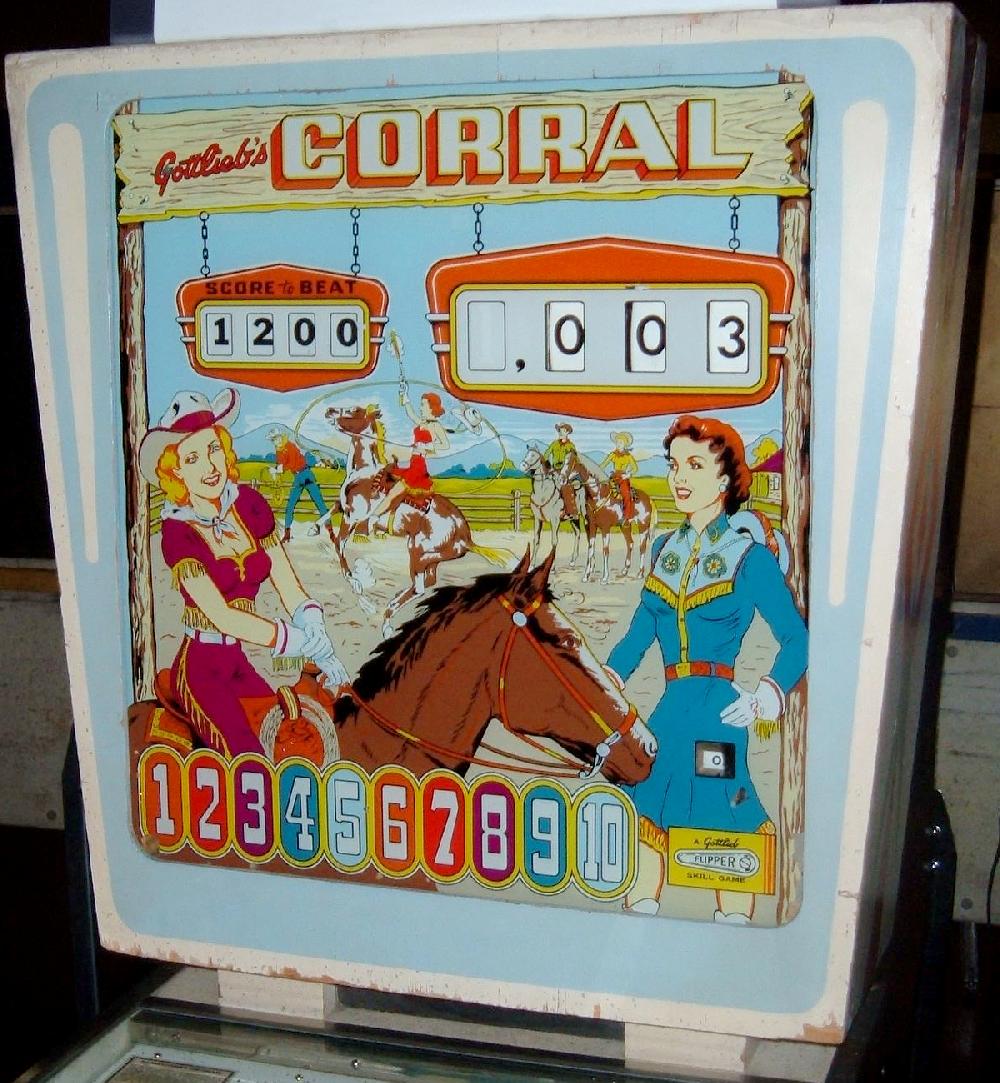 Gottlieb's CORRAL
SCORE to BEAT
1200
,003
0
1 2 3 4 5 6 7 8 9 10
A Gottlieb
FLIPPER
SKILL GAME